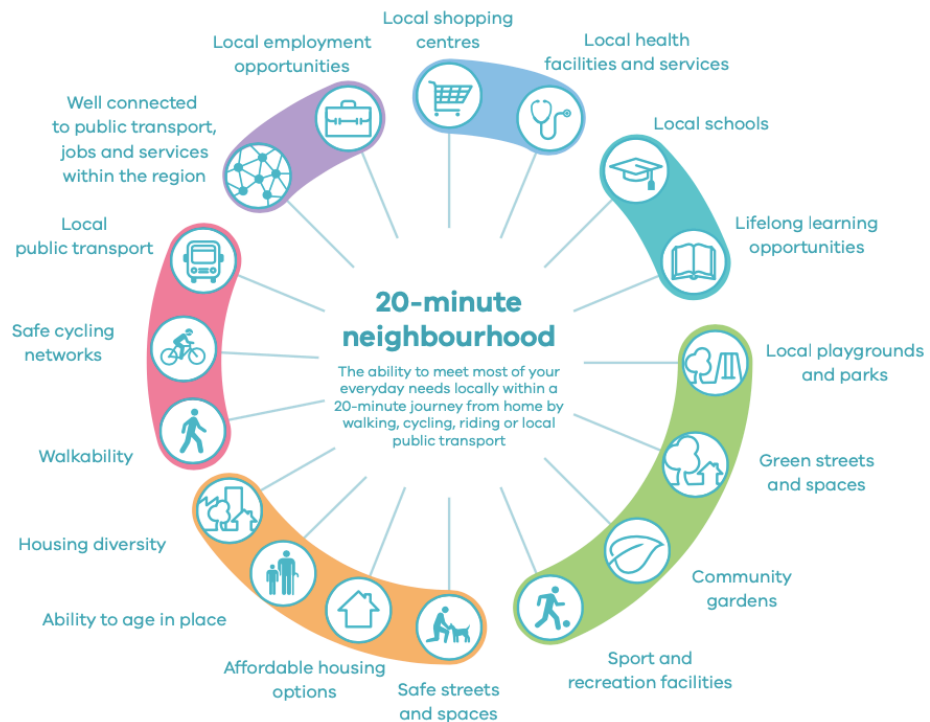 Local shopping
centres
Local health
facilities and services
Local schools
Lifelong learning
opportunities
Local playgrounds
and parks
Green streets
and spaces
Community
gardens
Sport and
recreation facilities
Safe streets
and spaces
Affordable housing
options
Ability to age in place
Housing diversity
Walkability
Safe cycling
networks
Local
public transport
Well connected
to public transport,
jobs and services
within the region
Local employment
opportunities
20-minute
neighbourhood
The ability to meet most of your
everyday needs locally within a
20-minute journey from home by
walking, cycling, riding or local
public transport